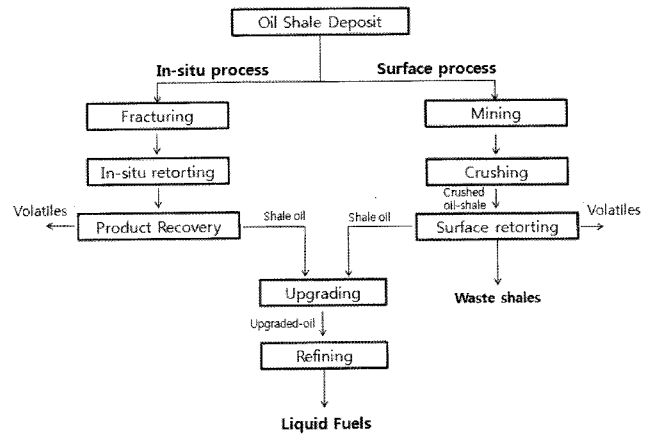 Oil Shale Deposit
In-situ process
Surface process
Fracturing
Mining
In-situ retorting
Crushing
Crushed
oil-shale
Volatiles
Product Recovery
Shale oil
Shale oil
Surface retorting
Volatiles
Upgrading
Waste shales
Upgraded-oil
Refining
Liquid Fuels